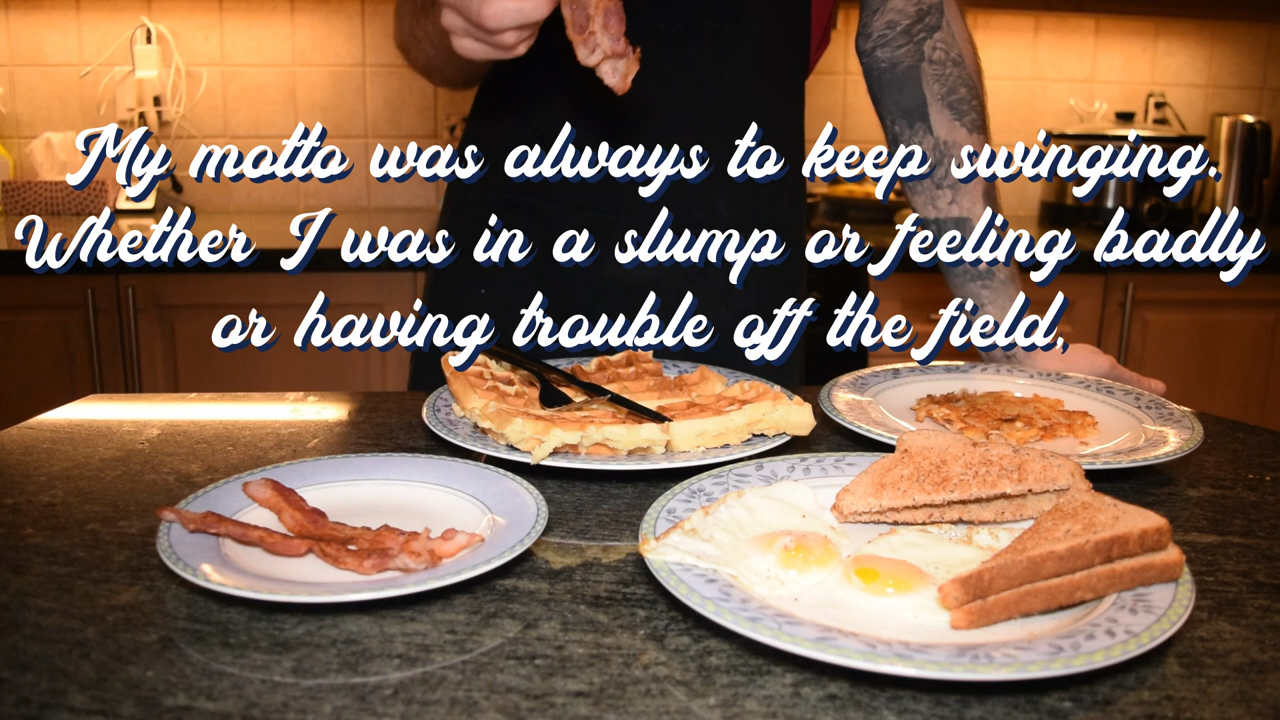 My motto was always to keep swinging.
Whether I was in a slump or feeling badly
or having trouble off the field,